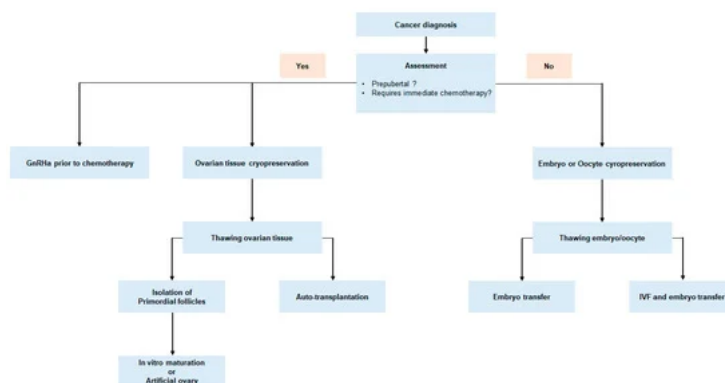 Cancer diagnosis
Yes
Assessment
No
• Prepubertal ?
• Requires immediate chemotherapy?
GnRHa prior to chemotherapy
Ovarian tissue cryopreservation
Embryo or Oocyte cyropreservation
Thawing ovarian tissue
Thawing embryo/oocyte
Isolation of
Primordial follicles
Auto-transplantation
Embryo transfer
IVF and embryo transfer
In vitro maturation
or
Artificial ovary